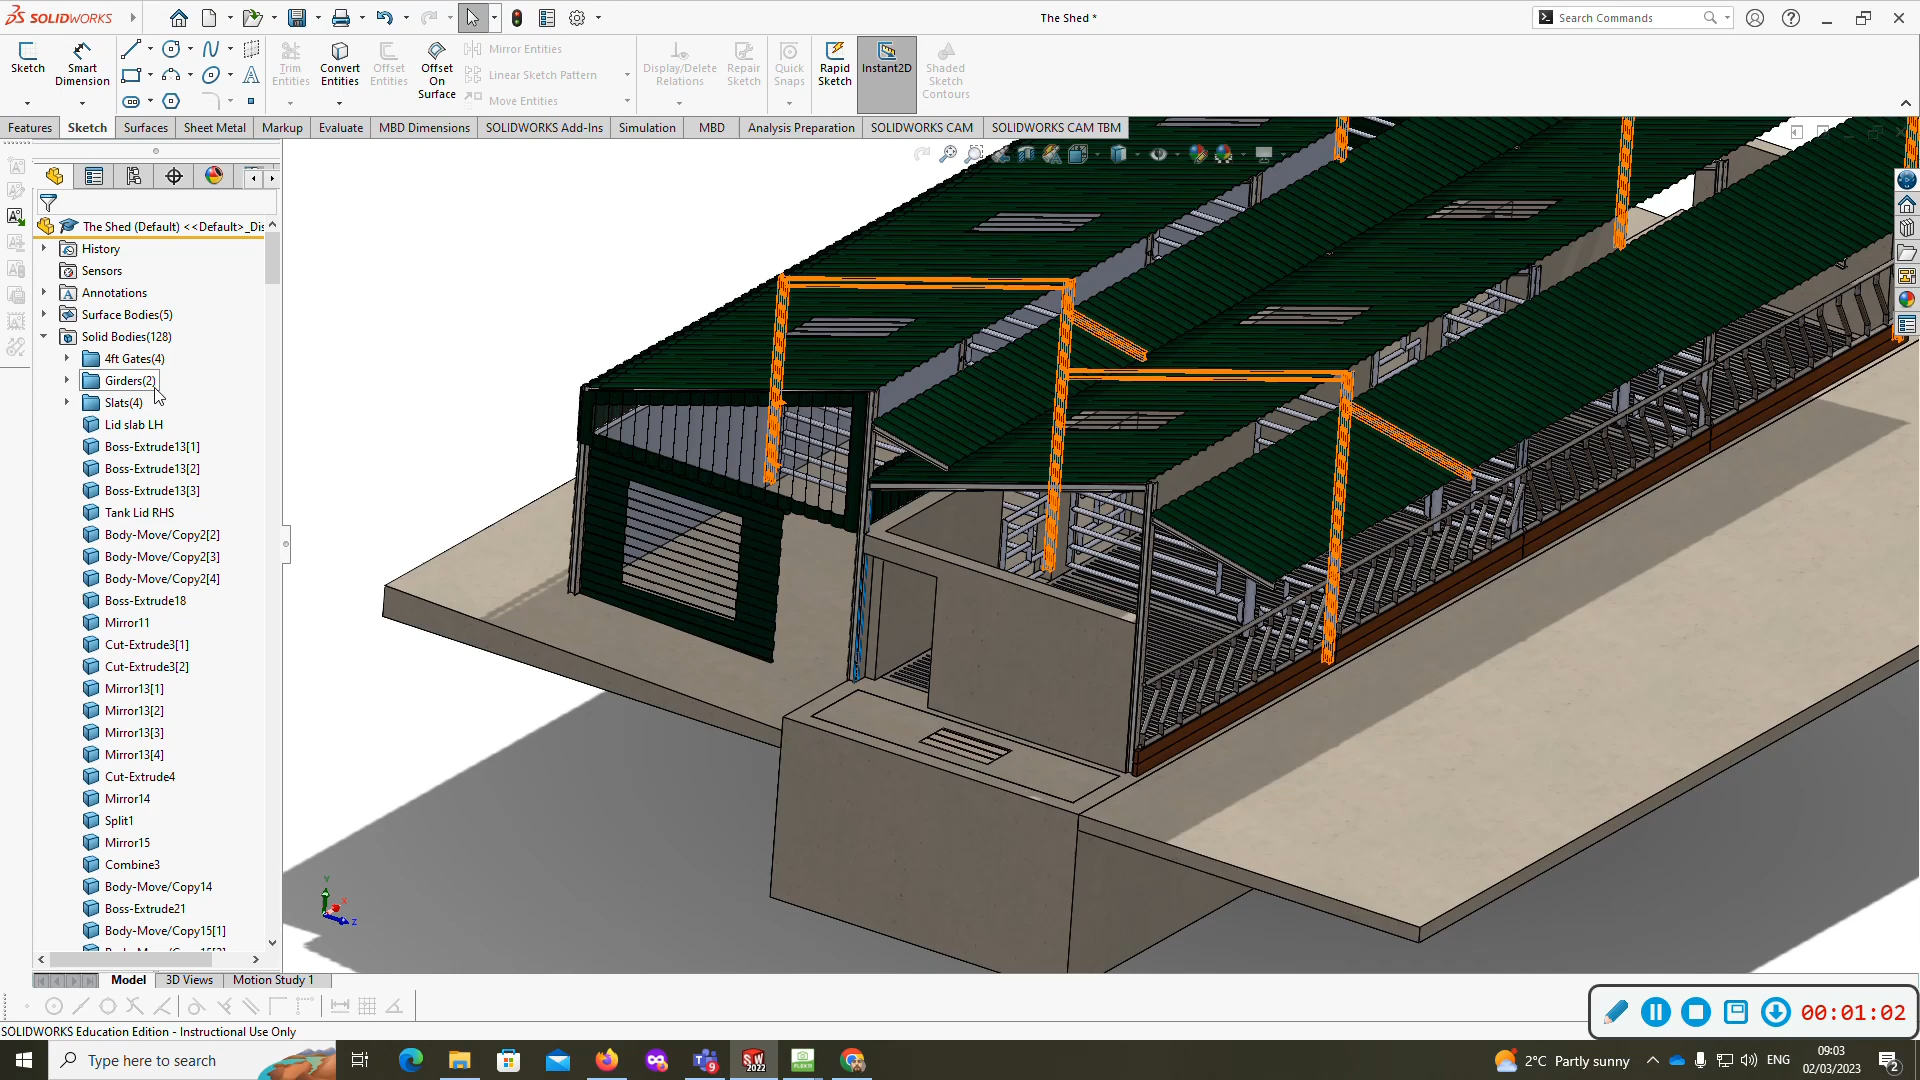 SOLIDWORKS
The Shed *
Search Commands
Sketch
Smart Dimension
Trim Entities
Convert Entities
Offset Entities
Offset On Surface
Mirror Entities
Linear Sketch Pattern
Move Entities
Display/Delete Relations
Repair Sketch
Quick Snaps
Rapid Sketch
Instant2D
Shaded Sketch Contours
Features
Sketch
Surfaces
Sheet Metal
Markup
Evaluate
MBD Dimensions
SOLIDWORKS Add-Ins
Simulation
MBD
Analysis Preparation
SOLIDWORKS CAM
SOLIDWORKS CAM TBM
The Shed (Default) <<Default>_Dis
History
Sensors
Annotations
Surface Bodies(5)
Solid Bodies(128)
4ft Gates(4)
Girders(2)
Slats(4)
Lid slab LH
Boss-Extrude13[1]
Boss-Extrude13[2]
Boss-Extrude13[3]
Tank Lid RHS
Body-Move/Copy2[2]
Body-Move/Copy2[3]
Body-Move/Copy2[4]
Boss-Extrude18
Mirror11
Cut-Extrude3[1]
Cut-Extrude3[2]
Mirror13[1]
Mirror13[2]
Mirror13[3]
Mirror13[4]
Cut-Extrude4
Mirror14
Split1
Mirror15
Combine3
Body-Move/Copy14
Boss-Extrude21
Body-Move/Copy15[1]
Y
X
Z
Model
3D Views
Motion Study 1
00:01:02
SOLIDWORKS Education Edition - Instructional Use Only
Type here to search
2°C Partly sunny
ENG
09:03
02/03/2023